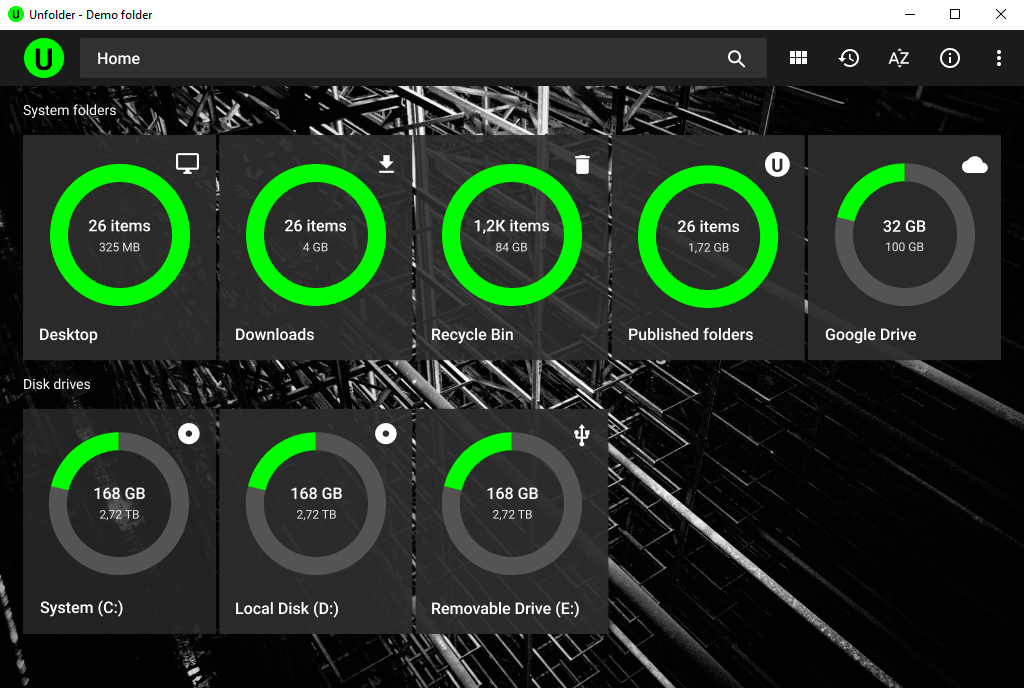 U Unfolder - Demo folder
U
Home
AZ
System folders
26 items
325 MB
Desktop
26 items
4 GB
Downloads
1,2K items
84 GB
Recycle Bin
U
26 items
1,72 GB
Published folders
32 GB
100 GB
Google Drive
Disk drives
168 GB
2,72 TB
System (C:)
168 GB
2,72 TB
Local Disk (D:)
168 GB
2,72 TB
Removable Drive (E:)